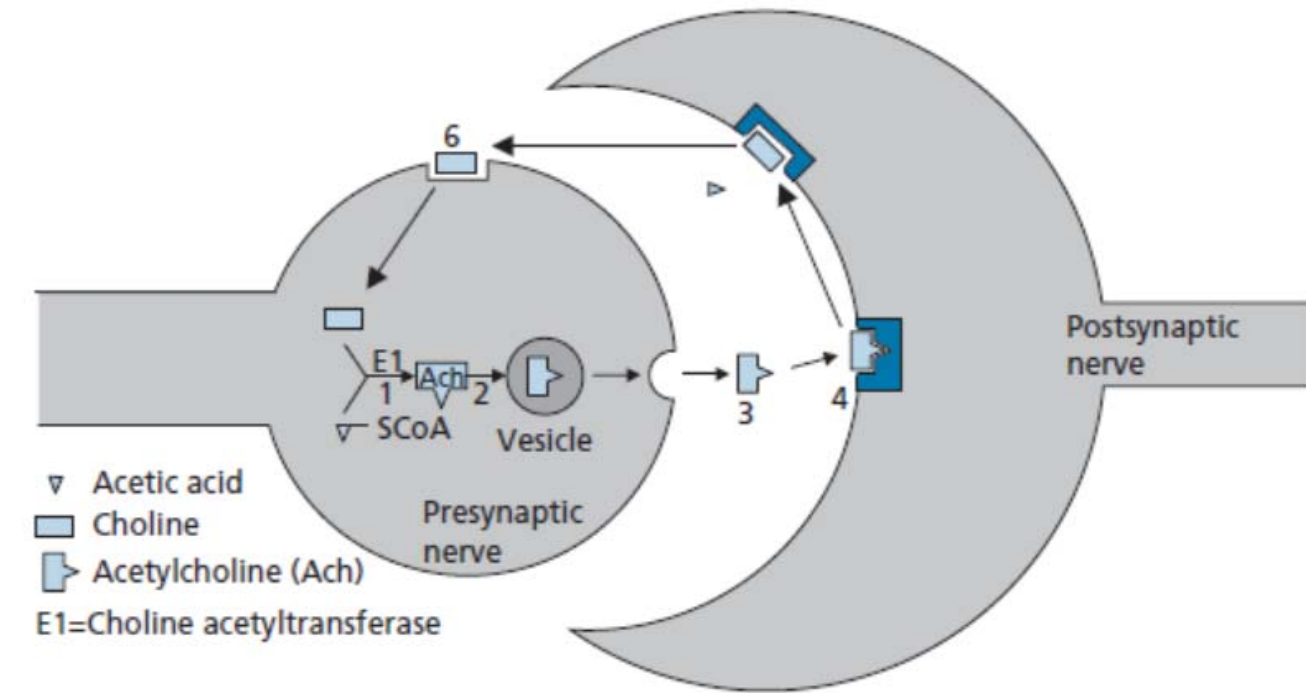 6
E1
Ach
1
2
SCoA
Vesicle
3
4
Postsynaptic
nerve
Acetic acid
Choline
Acetylcholine (Ach)
E1=Choline acetyltransferase
Presynaptic
nerve